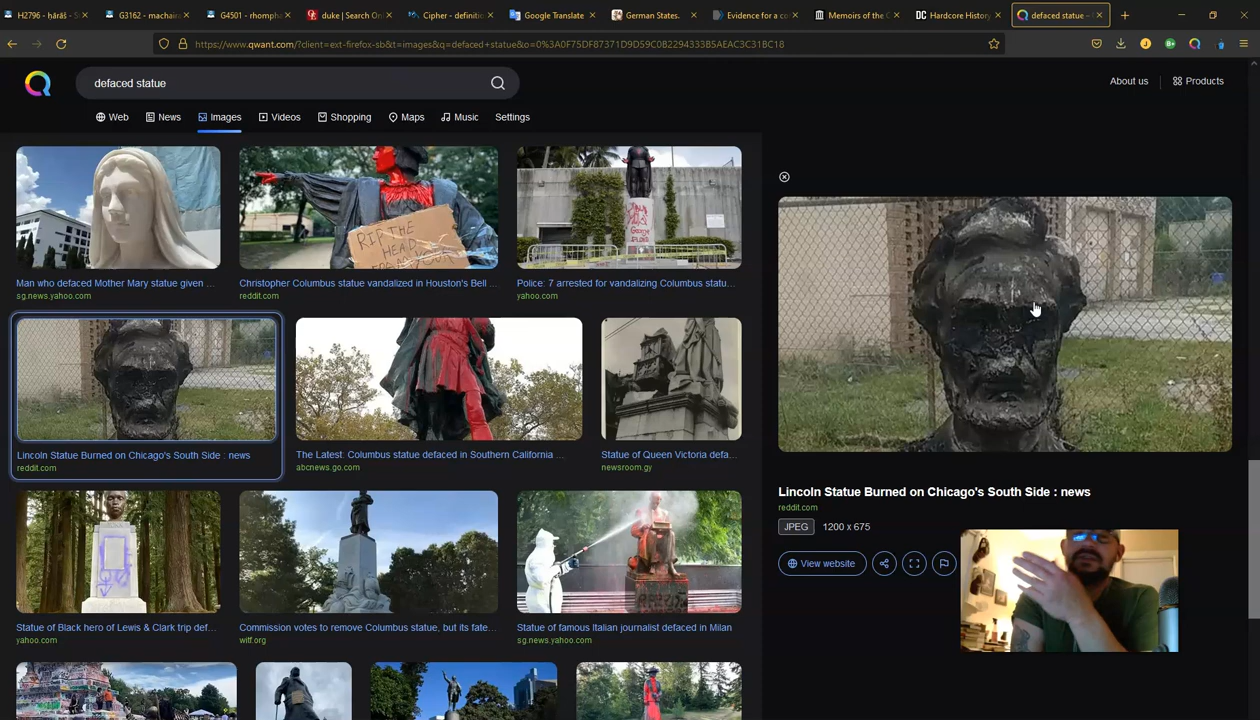 H2796 - ḥārāš - S
G3162 - machaira
G4501 - rhomph
duke | Search On
Cipher - definitio
Google Translate
German States.
Evidence for a co
Memoirs of the C
Hardcore History
defaced statue –
https://www.qwant.com/?client=ext-firefox-sb&t=images&q=defaced+statue&o=0%3A0F75DF87371D9D59C0B2294333B5AEAC3C31BC18
defaced statue
About us
Products
Web
News
Images
Videos
Shopping
Maps
Music
Settings
RIP THE
HEAD
Man who defaced Mother Mary statue given ...
sg.news.yahoo.com
Christopher Columbus statue vandalized in Houston's Bell ...
reddit.com
Police: 7 arrested for vandalizing Columbus statu...
yahoo.com
Lincoln Statue Burned on Chicago's South Side : news
reddit.com
The Latest: Columbus statue defaced in Southern California ...
abcnews.go.com
Statue of Queen Victoria defa...
newsroom.gy
Statue of Black hero of Lewis & Clark trip def...
yahoo.com
Commission votes to remove Columbus statue, but its fate...
witf.org
Statue of famous Italian journalist defaced in Milan
sg.news.yahoo.com
Lincoln Statue Burned on Chicago's South Side : news
reddit.com
JPEG 1200 x 675
View website